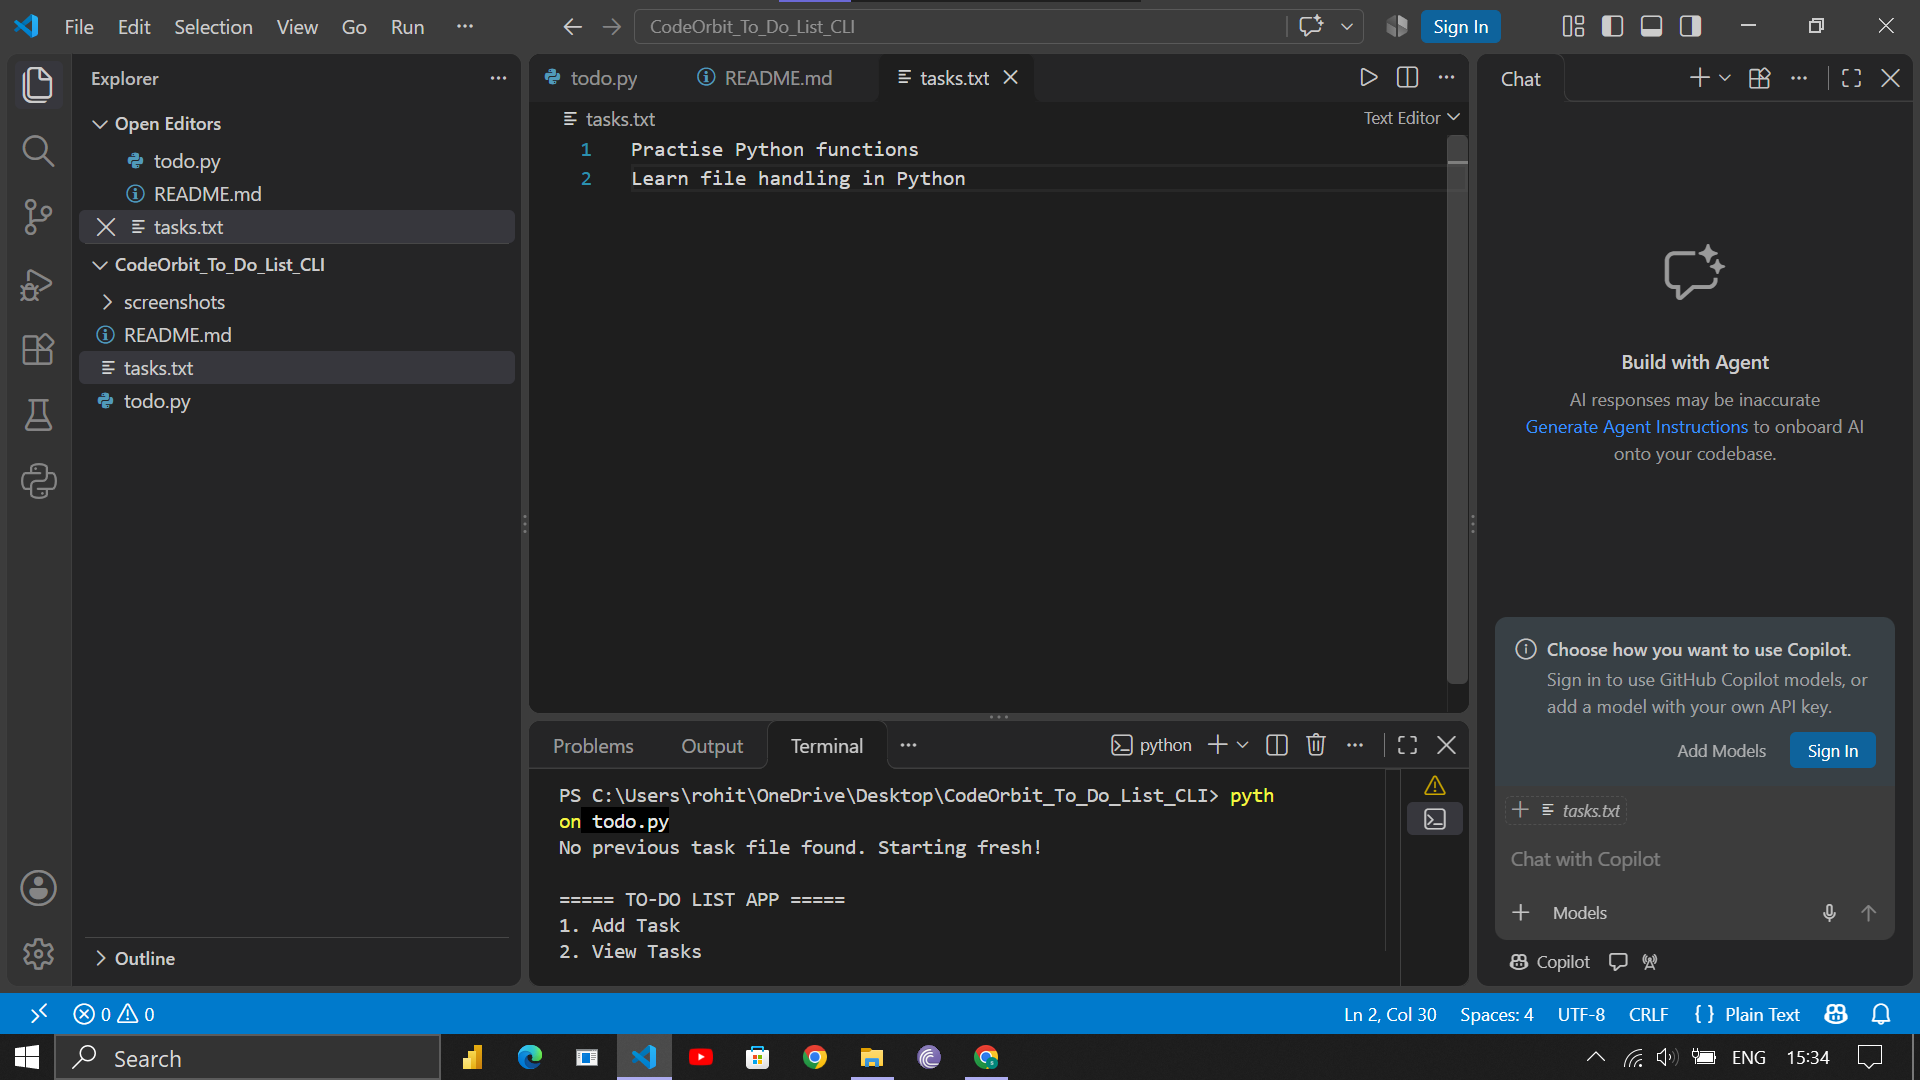 File Edit Selection View Go Run
CodeOrbit_To_Do_List_CLI
Sign In
Explorer
Open Editors
todo.py
README.md
tasks.txt
CodeOrbit_To_Do_List_CLI
screenshots
README.md
tasks.txt
todo.py
Outline
todo.py README.md tasks.txt
tasks.txt
Text Editor
1 Practise Python functions
2 Learn file handling in Python
Problems Output Terminal
python
PS C:\Users\rohit\OneDrive\Desktop\CodeOrbit_To_Do_List_CLI> pyth
on todo.py
No previous task file found. Starting fresh!
===== TO-DO LIST APP =====
1. Add Task
2. View Tasks
Chat
Build with Agent
AI responses may be inaccurate
Generate Agent Instructions to onboard AI
onto your codebase.
Choose how you want to use Copilot.
Sign in to use GitHub Copilot models, or
add a model with your own API key.
Add Models Sign In
tasks.txt
Chat with Copilot
Models
Copilot
0 0
Ln 2, Col 30 Spaces: 4 UTF-8 CRLF {} Plain Text
Search
ENG 15:34